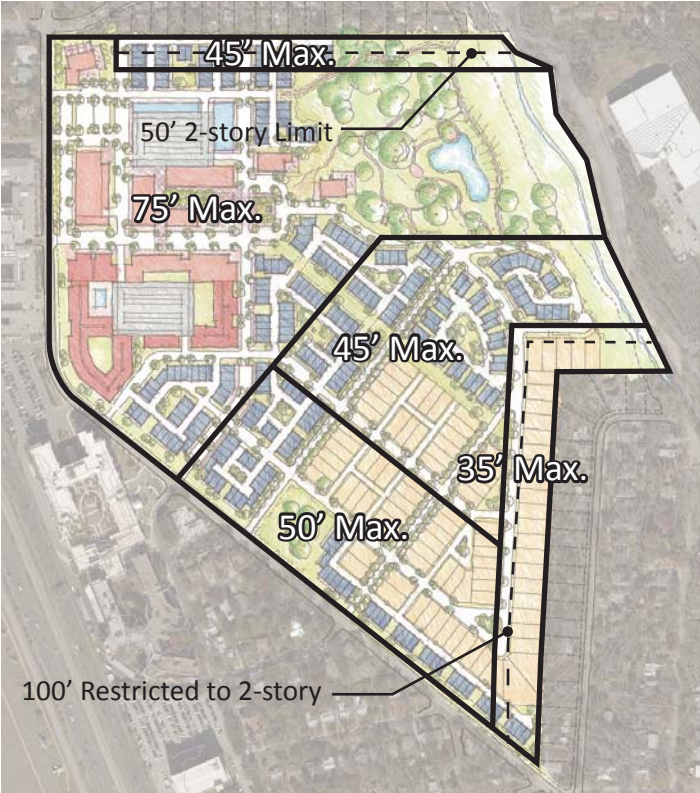 45' Max.
50' 2-story Limit
75' Max.
45' Max.
35' Max.
50' Max.
100' Restricted to 2-story